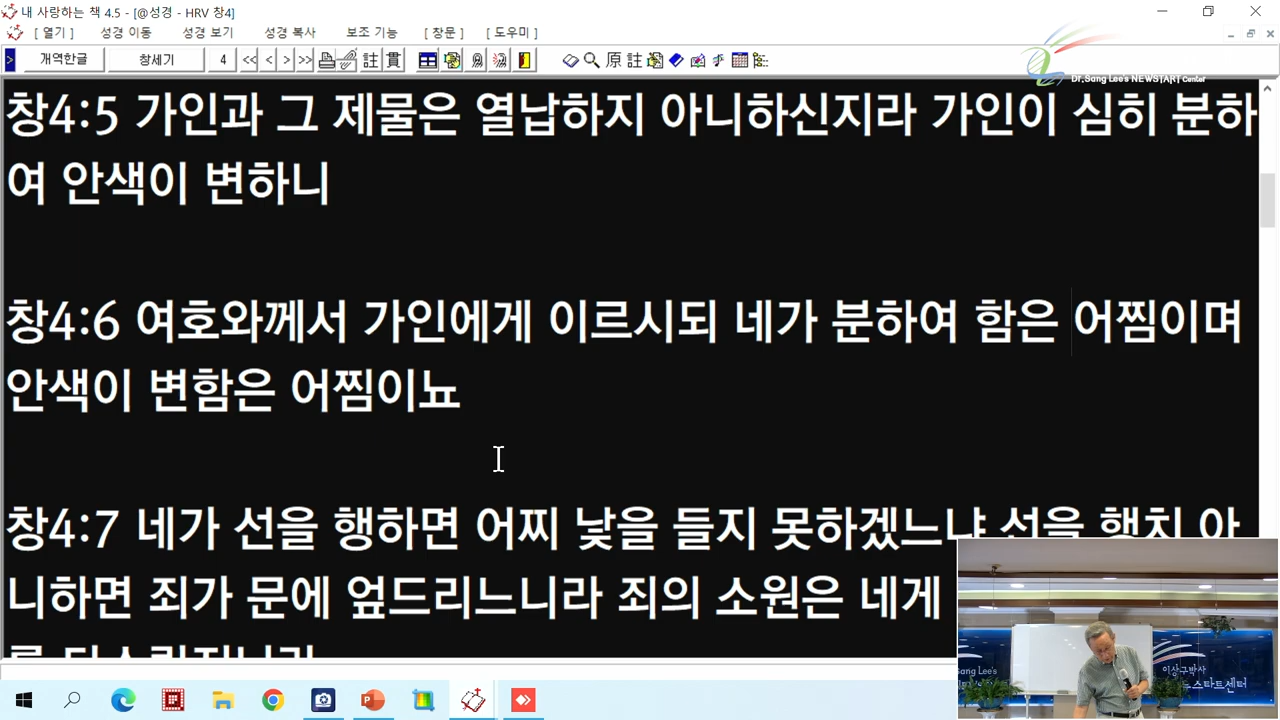 내 사랑하는 책 4.5 - [@성경 - HRV 창4]
[ 열기 ] 성경 이동 성경 보기 성경 복사 보조 기능 [ 창문 ] [ 도우미 ]
> 개역한글 창세기 4 << < > >> 註 貫 原 註
Dr.Sang Lee's NEWSTART Center
창4:5 가인과 그 제물은 열납하지 아니하신지라 가인이 심히 분하
여 안색이 변하니
창4:6 여호와께서 가인에게 이르시되 네가 분하여 함은 어찜이며
안색이 변함은 어찜이뇨
창4:7 네가 선을 행하면 어찌 낯을 들지 못하겠느냐 선을 행치 아
니하면 죄가 문에 엎드리느니라 죄의 소원은 네게
Sang Lee's
이상구박사
뉴스타트센터